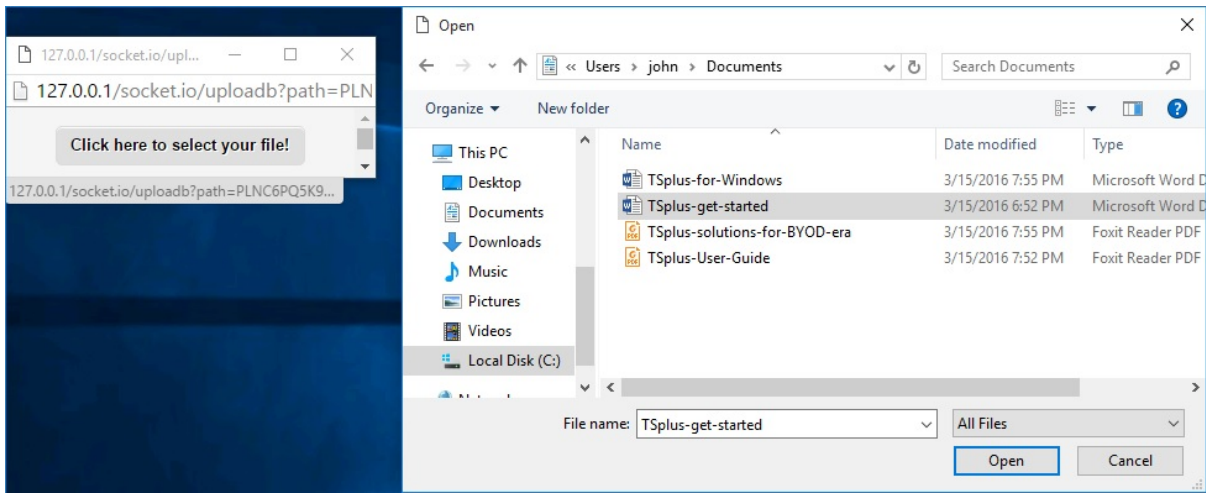 127.0.0.1/socket.io/upl...
127.0.0.1/socket.io/uploadb?path=PLN
Click here to select your file!
127.0.0.1/socket.io/uploadb?path=PLNC6PQ5K9...
Open
« Users › john › Documents
Search Documents
Organize
New folder
This PC
Desktop
Documents
Downloads
Music
Pictures
Videos
Local Disk (C:)
Name Date modified Type
TSplus-for-Windows 3/15/2016 7:55 PM Microsoft Word D
TSplus-get-started 3/15/2016 6:52 PM Microsoft Word D
TSplus-solutions-for-BYOD-era 3/15/2016 7:55 PM Foxit Reader PDF
TSplus-User-Guide 3/15/2016 7:52 PM Foxit Reader PDF
File name: TSplus-get-started All Files
Open Cancel